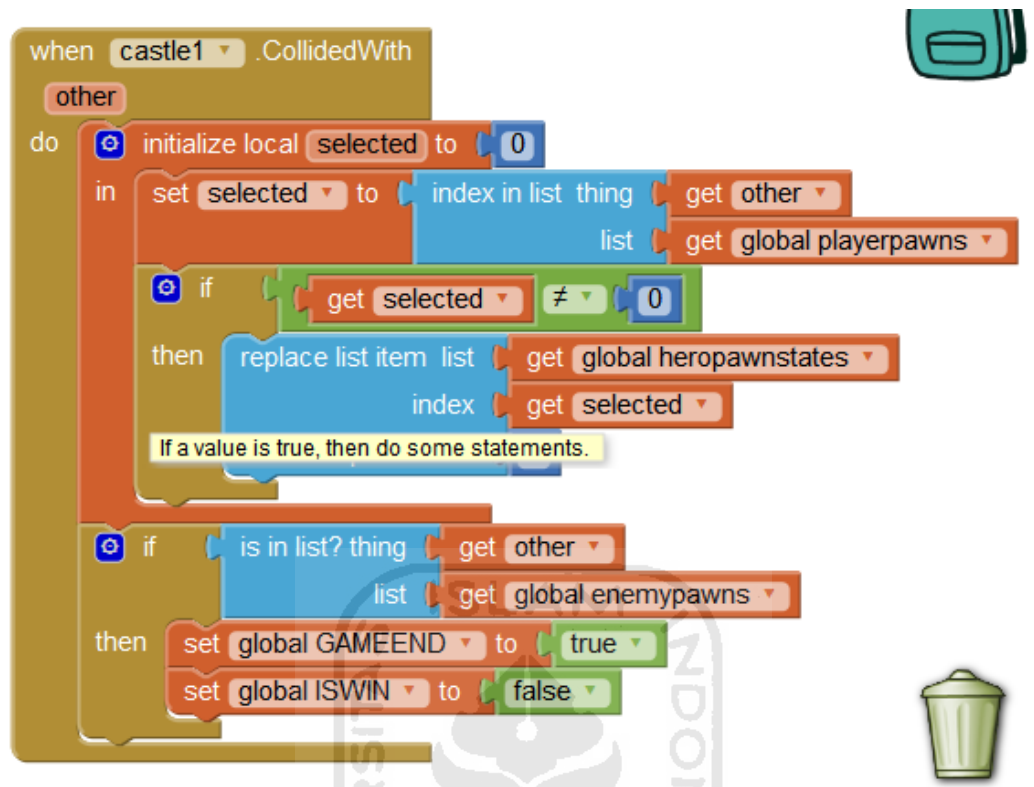 when castle1 .CollidedWith
other
do initialize local selected to 0
in set selected to index in list thing get other
list get global playerpawns
if get selected ≠ 0
then replace list item list get global heropawnstates
index get selected
If a value is true, then do some statements.
if is in list? thing get other
list get global enemypawns
then set global GAMEEND to true
set global ISWIN to false